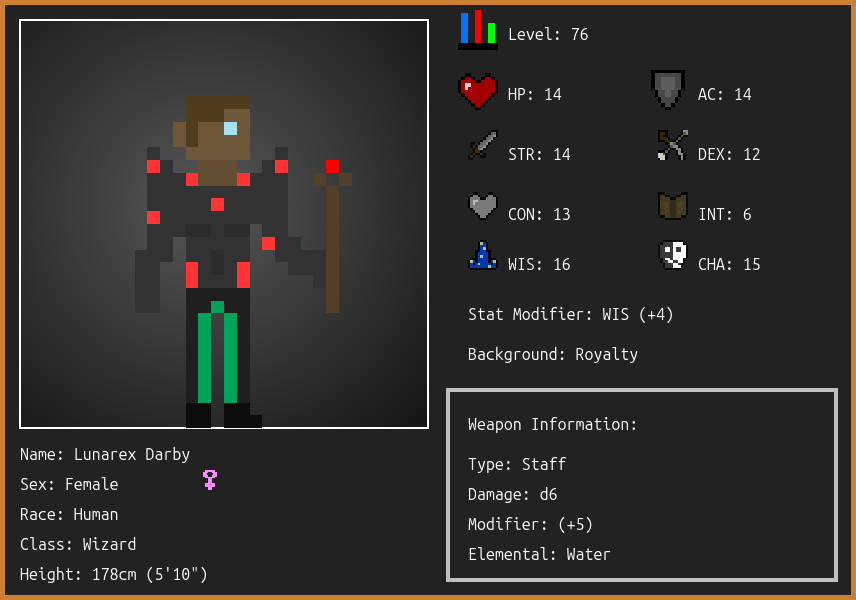 Level: 76
HP: 14
AC: 14
STR: 14
DEX: 12
CON: 13
INT: 6
WIS: 16
CHA: 15
Stat Modifier: WIS (+4)
Background: Royalty
Weapon Information:
Type: Staff
Damage: d6
Modifier: (+5)
Elemental: Water
Name: Lunarex Darby
Sex: Female
Race: Human
Class: Wizard
Height: 178cm (5'10")